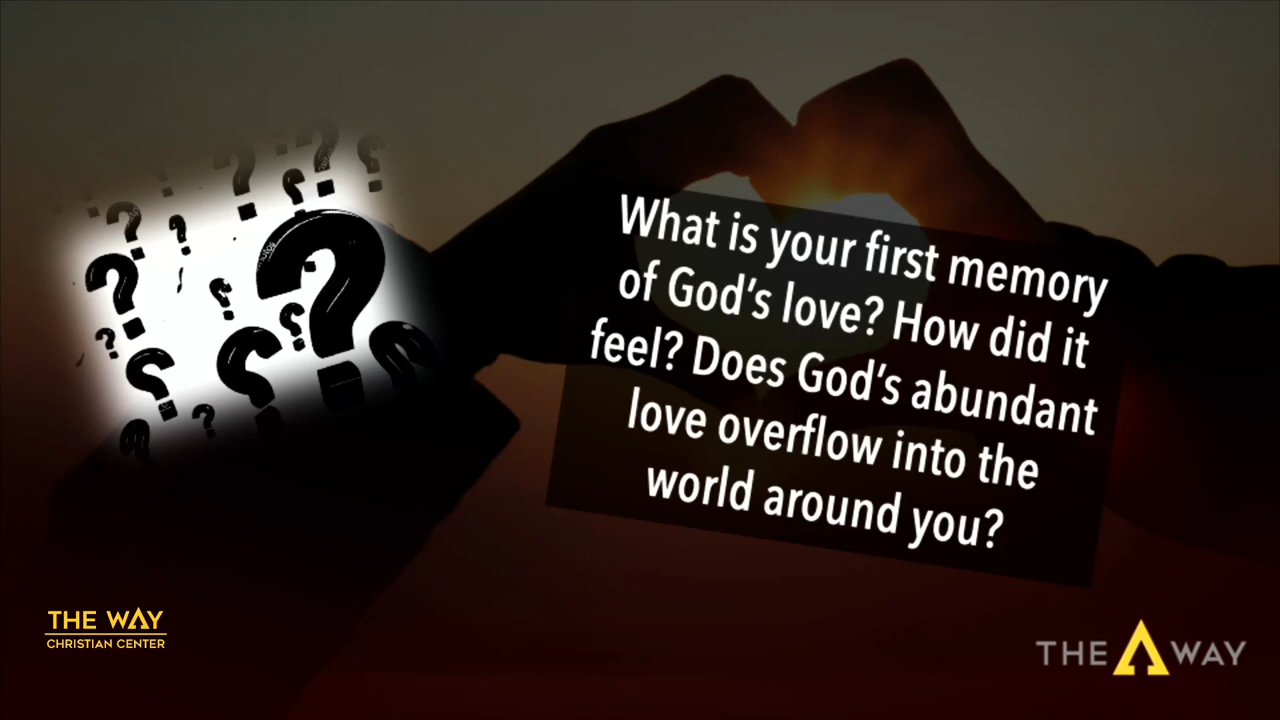 What is your first memory
of God's love? How did it
feel? Does God's abundant
love overflow into the
world around you?
THE WAY
CHRISTIAN CENTER
THE WAY